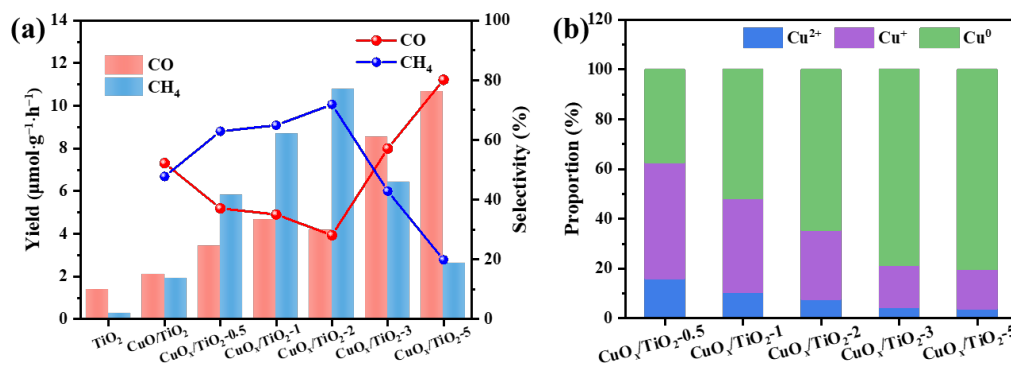 (a)
14
12
10
8
6
4
2
0
Yield (μmol·g⁻¹·h⁻¹)
CO
CH₄
CO
CH₄
100
80
60
40
20
0
Selectivity (%)
TiO₂
CuO/TiO₂
CuOₓ/TiO₂-0.5
CuOₓ/TiO₂-1
CuOₓ/TiO₂-2
CuOₓ/TiO₂-3
CuOₓ/TiO₂-5
(b)
120
100
80
60
40
20
0
Proportion (%)
Cu²⁺ Cu⁺ Cu⁰
CuOₓ/TiO₂-0.5
CuOₓ/TiO₂-1
CuOₓ/TiO₂-2
CuOₓ/TiO₂-3
CuOₓ/TiO₂-5